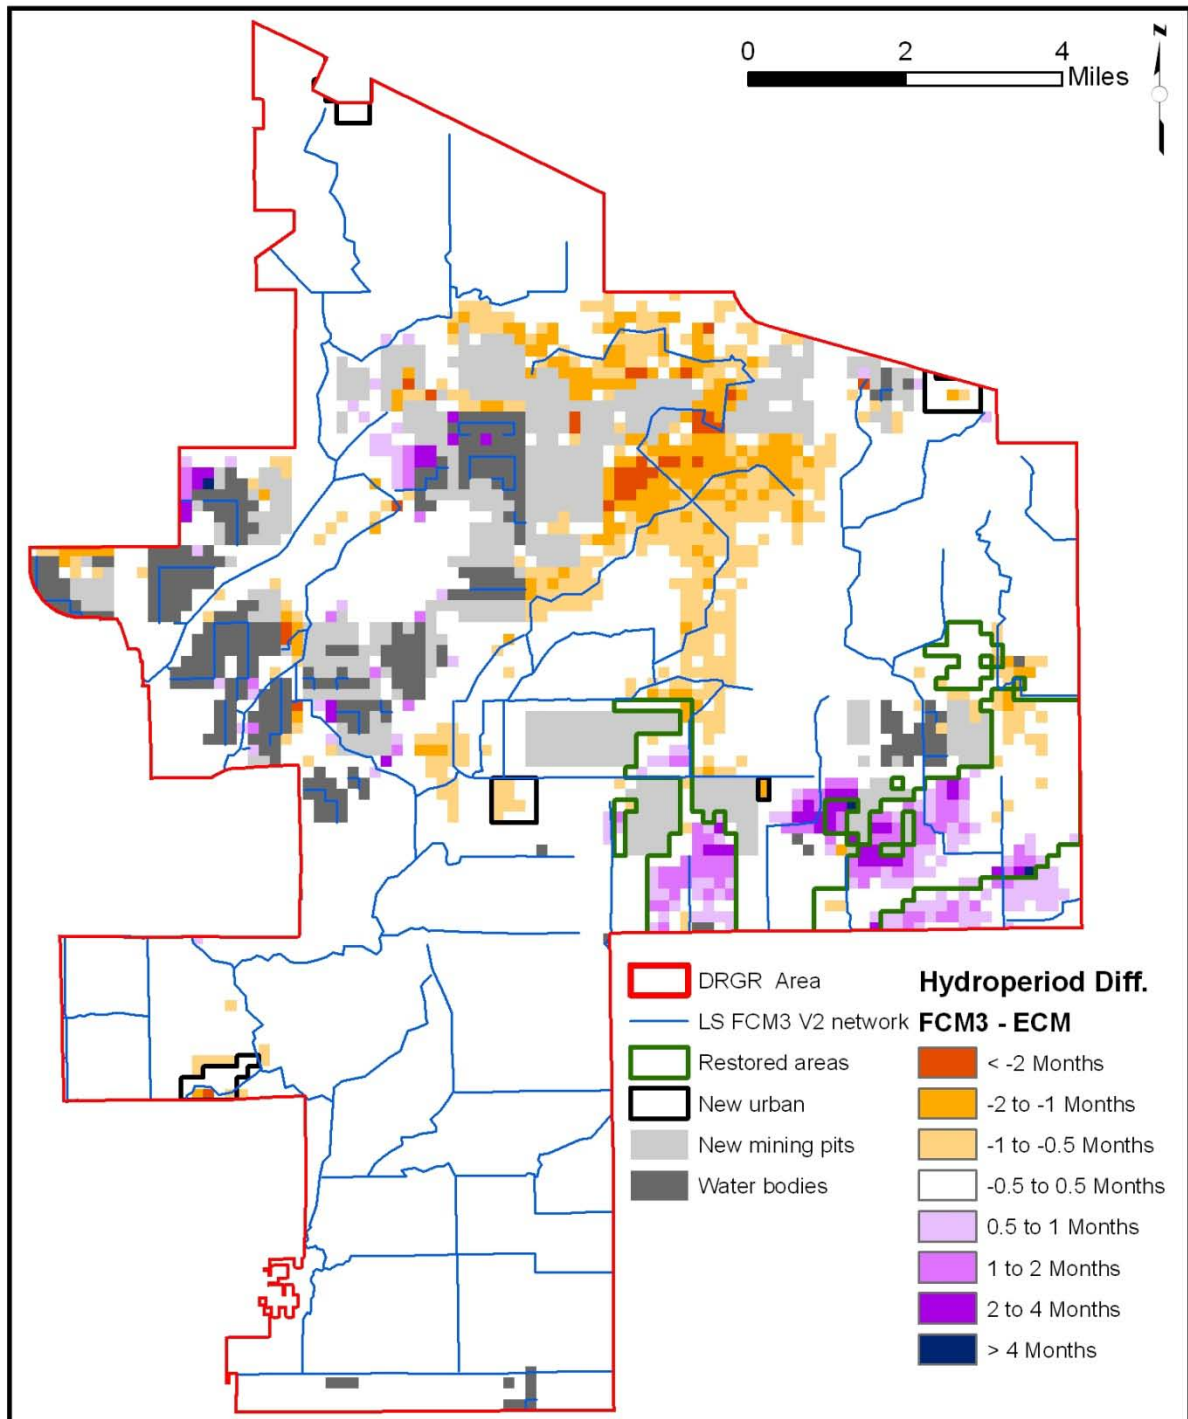 0 2 4
Miles
N
DRGR Area
LS FCM3 V2 network
Restored areas
New urban
New mining pits
Water bodies
Hydroperiod Diff.
FCM3 - ECM
< -2 Months
-2 to -1 Months
-1 to -0.5 Months
-0.5 to 0.5 Months
0.5 to 1 Months
1 to 2 Months
2 to 4 Months
> 4 Months